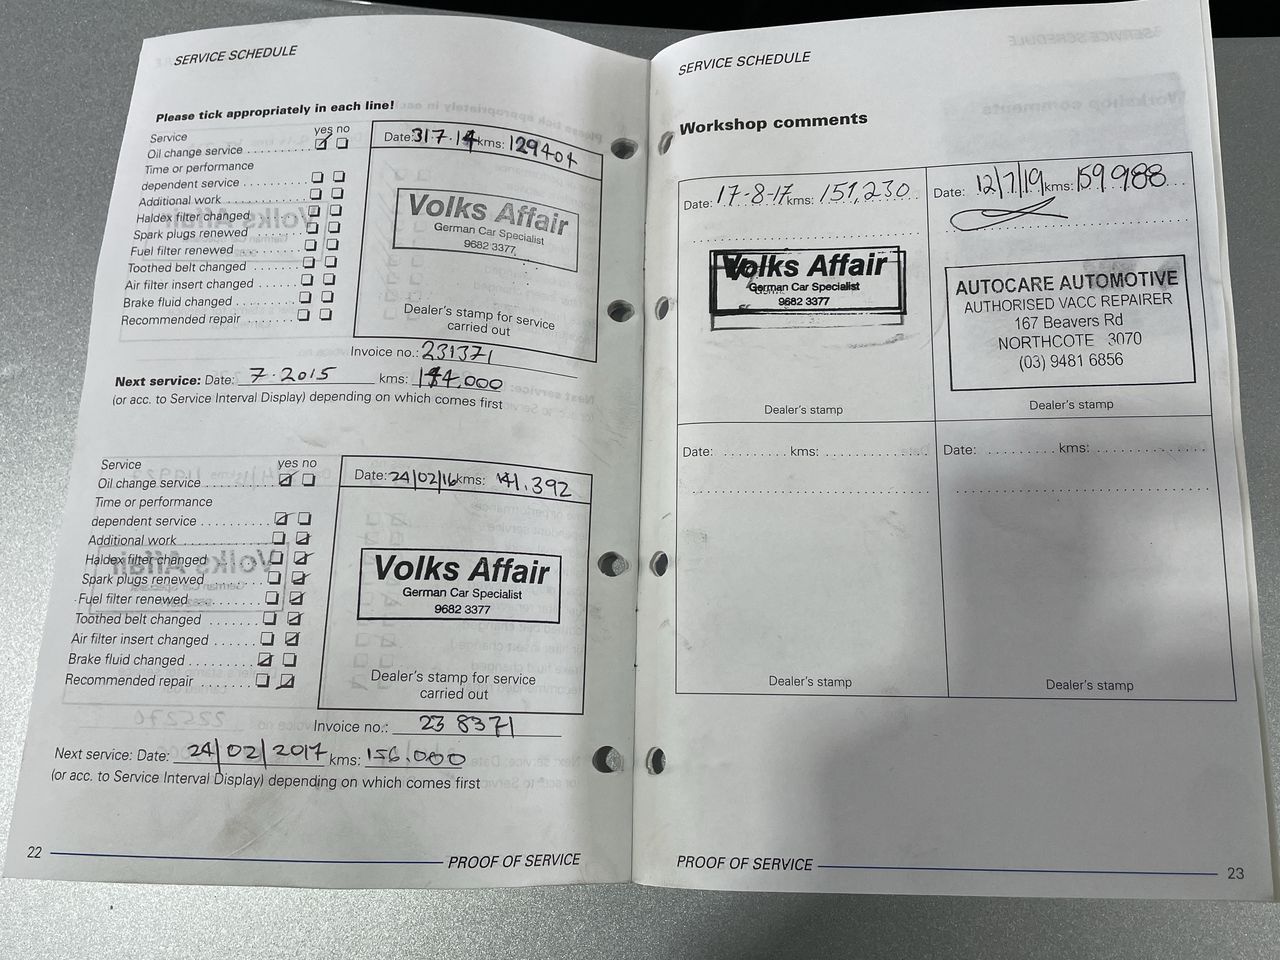 SERVICE SCHEDULE
Please tick appropriately in each line!
Service yes no
Oil change service
Time or performance
dependent service
Additional work
Haldex filter changed
Spark plugs renewed
Fuel filter renewed
Toothed belt changed
Air filter insert changed
Brake fluid changed
Recommended repair
Date: 31.7.14 kms: 129404
Volks Affair
German Car Specialist
9682 3377
Dealer's stamp for service
carried out
Invoice no.: 231371
Next service: Date: 7.2015 kms: 144,000
(or acc. to Service Interval Display) depending on which comes first
Service yes no
Oil change service
Time or performance
dependent service
Additional work
Haldex filter changed
Spark plugs renewed
Fuel filter renewed
Toothed belt changed
Air filter insert changed
Brake fluid changed
Recommended repair
Date: 24/02/16 kms: 141.392
Volks Affair
German Car Specialist
9682 3377
Dealer's stamp for service
carried out
Invoice no.: 238371
Next service: Date: 24/02/2017 kms: 156.000
(or acc. to Service Interval Display) depending on which comes first
22 PROOF OF SERVICE
SERVICE SCHEDULE
Workshop comments
Date: 17-8-17 kms: 151,230
Volks Affair
German Car Specialist
9682 3377
Dealer's stamp
Date: 12/7/19 kms: 159988
AUTOCARE AUTOMOTIVE
AUTHORISED VACC REPAIRER
167 Beavers Rd
NORTHCOTE 3070
(03) 9481 6856
Dealer's stamp
Date: kms:
Dealer's stamp
Date: kms:
Dealer's stamp
PROOF OF SERVICE 23